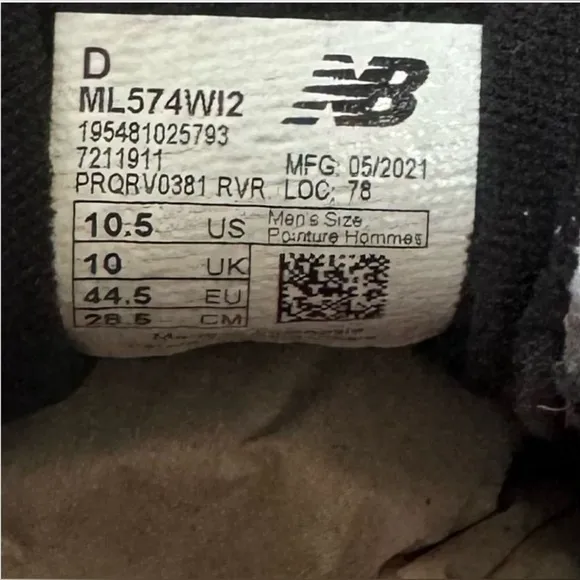 D
NB
ML574WI2
195481025793
7211911
MFG: 05/2021
PRQRV0381 RVR LOC: 78
10.5 US Men's Size
Pointure Hommes
10 UK
44.5 EU
28.5 CM